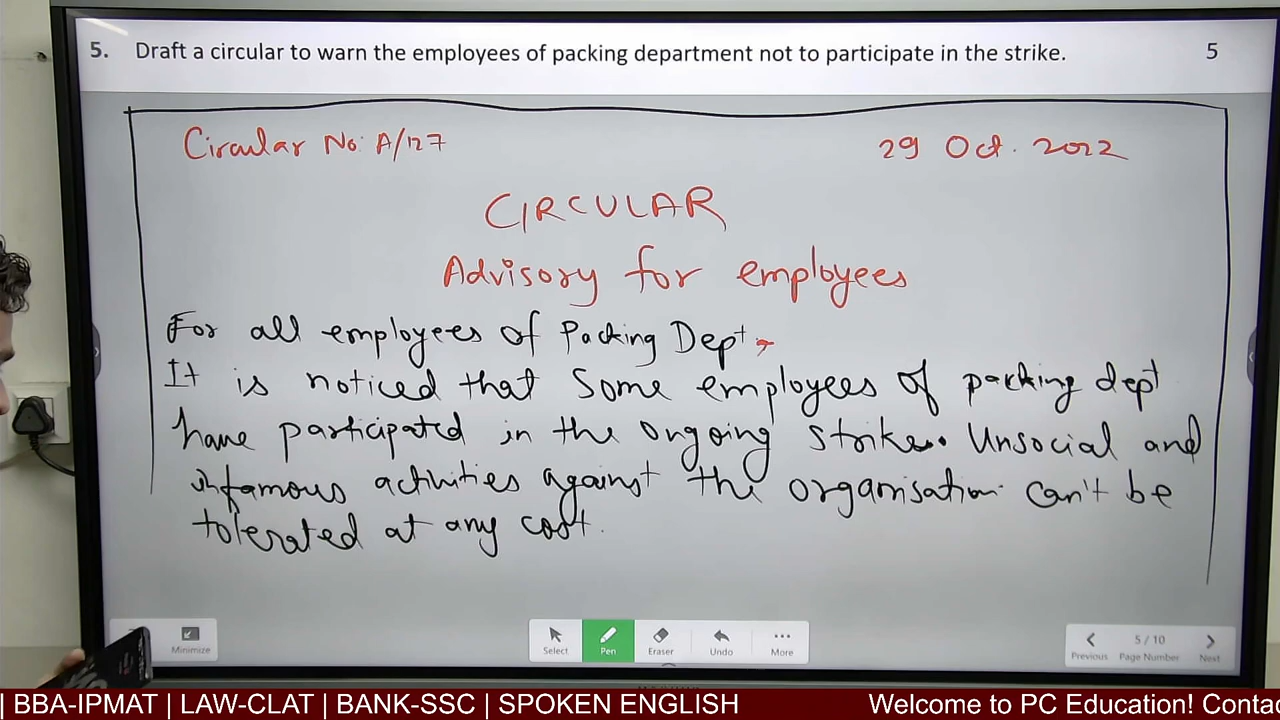 5. Draft a circular to warn the employees of packing department not to participate in the strike. 5
Circular No: A/127 29 Oct. 2022
CIRCULAR
Advisory for employees
For all employees of Packing Dept,
It is noticed that some employees of packing dept
have participated in the ongoing strike. Unsocial and
infamous activities against the organisation can't be
tolerated at any cost.
Minimize
Select Pen Eraser Undo More
Previous 5 / 10 Page Number Next
| BBA-IPMAT | LAW-CLAT | BANK-SSC | SPOKEN ENGLISH Welcome to PC Education! Contac